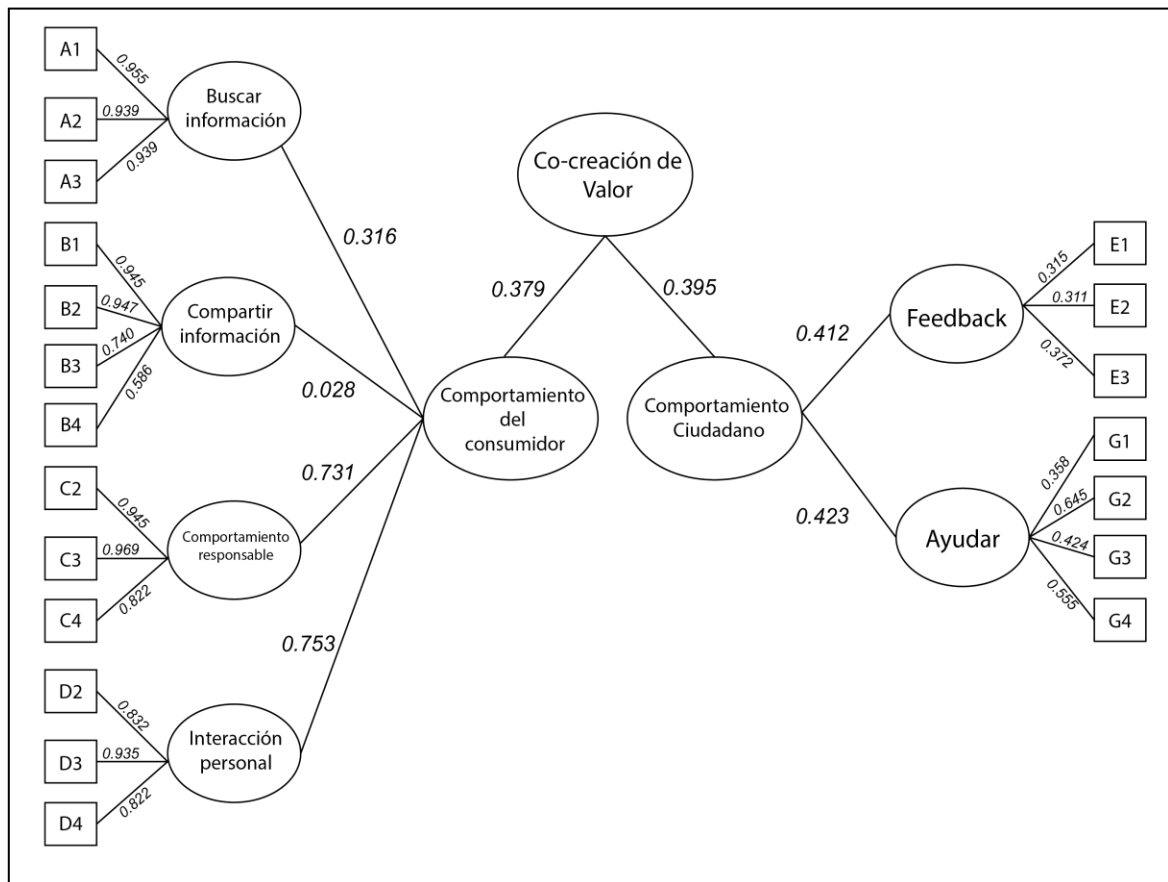 A1
0.955
A2
0.939
A3
0.939
Buscar
información
B1
0.945
B2
0.947
B3
0.740
B4
0.586
Compartir
información
C2
0.945
C3
0.969
C4
0.822
Comportamiento
responsable
D2
0.832
D3
0.935
D4
0.822
Interacción
personal
0.316
0.028
0.731
0.753
Comportamiento
del
consumidor
Co-creación de
Valor
0.379
0.395
Comportamiento
Ciudadano
0.412
0.423
Feedback
0.315
E1
0.311
E2
0.372
E3
Ayudar
0.358
G1
0.645
G2
0.424
G3
0.555
G4